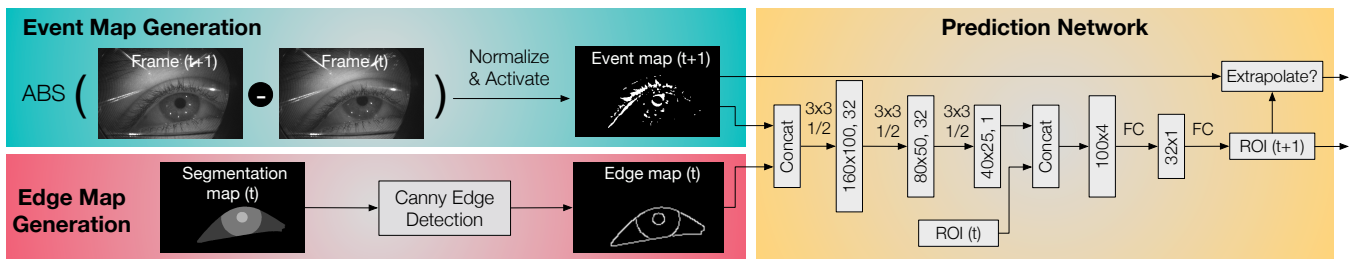 Event Map Generation
ABS (
Frame (t+1)
-
Frame (t)
)
Normalize
& Activate
Event map (t+1)
Edge Map
Generation
Segmentation
map (t)
Canny Edge
Detection
Edge map (t)
Prediction Network
Concat
3x3
1/2
160x100, 32
3x3
1/2
80x50, 32
3x3
1/2
40x25, 1
ROI (t)
Concat
100x4
FC
32x1
FC
ROI (t+1)
Extrapolate?